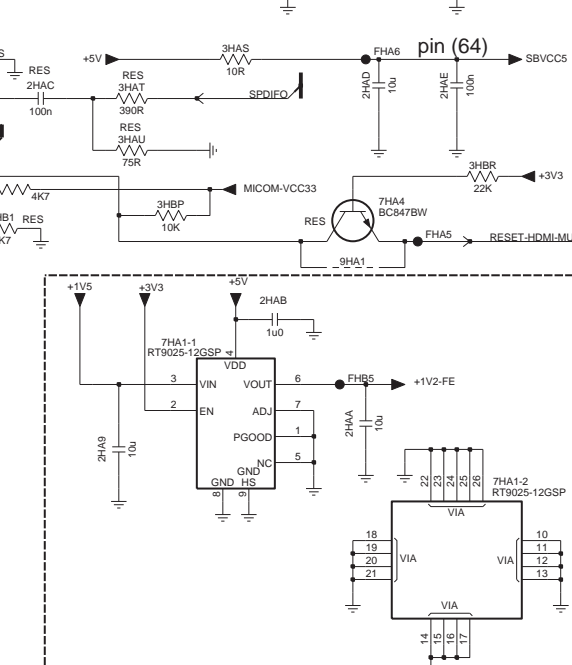 +5V
3HAS
10R
FHA6
pin (64)
SBVCC5
RES
2HAC
100n
RES
3HAT
390R
SPDIFO
2HAD
10u
2HAE
100n
RES
3HAU
75R
3HBR
22K
+3V3
4K7
MICOM-VCC33
3HBP
10K
HB1 RES
K7
RES
7HA4
BC847BW
FHA5
RESET-HDMI-MU
9HA1
+1V5
+3V3
+5V
2HAB
1u0
7HA1-1
RT9025-12GSP
4
VDD
3
VIN
VOUT
6
FHB5
+1V2-FE
2
EN
ADJ
7
PGOOD
1
NC
5
GND
GND HS
8
9
2HA9
10u
2HAA
10u
7HA1-2
RT9025-12GSP
22
23
24
25
26
VIA
18
19
20
21
VIA
VIA
10
11
12
13
VIA
14
15
16
17